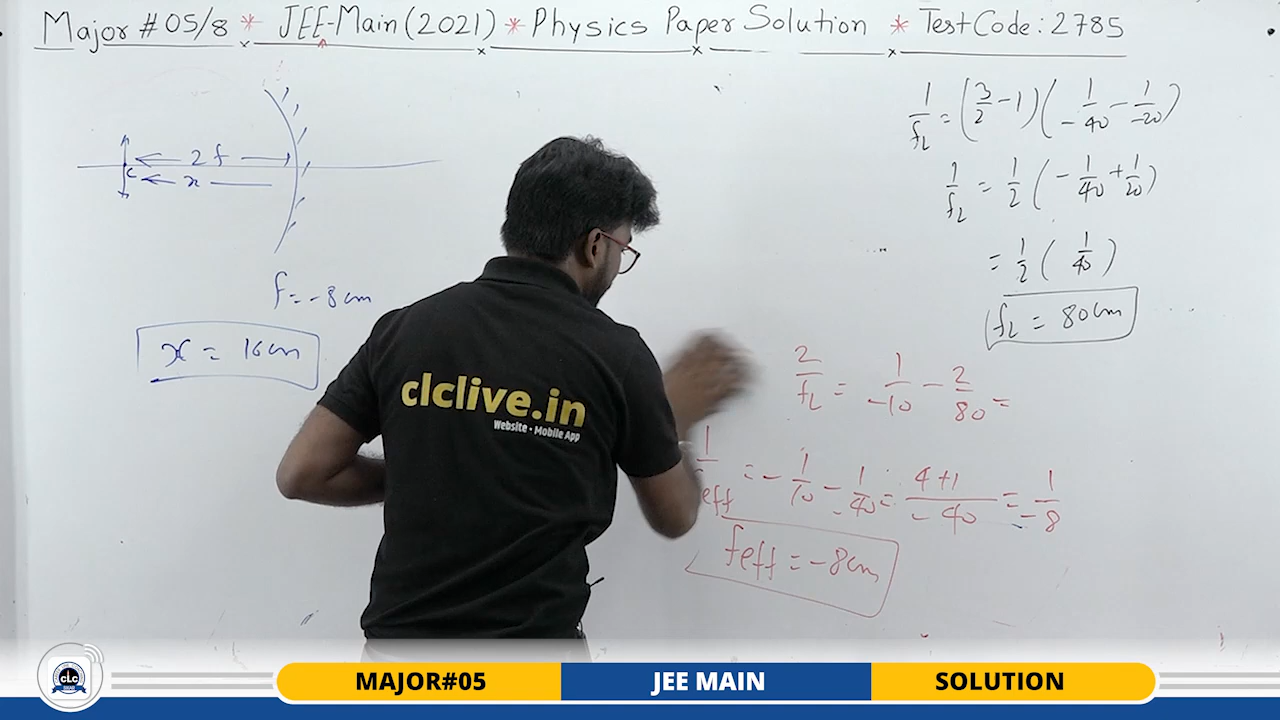 Major # 05/8 * JEE-Main (2021) * Physics Paper Solution * Test Code: 2785
2f
c
x
f = -8 cm
x = 16 cm
1/fL = (3/2 - 1)(1/-40 - 1/-20)
1/fL = 1/2 (-1/40 + 1/20)
= 1/2 (1/40)
fL = 80 cm
2/fL = 1/-10 - 2/80 =
1/eff = -1/10 - 1/40 = 4+1/-40 = 1/-8
feff = -8 cm
clclive.in
Website • Mobile App
CLC
MAJOR#05 JEE MAIN SOLUTION